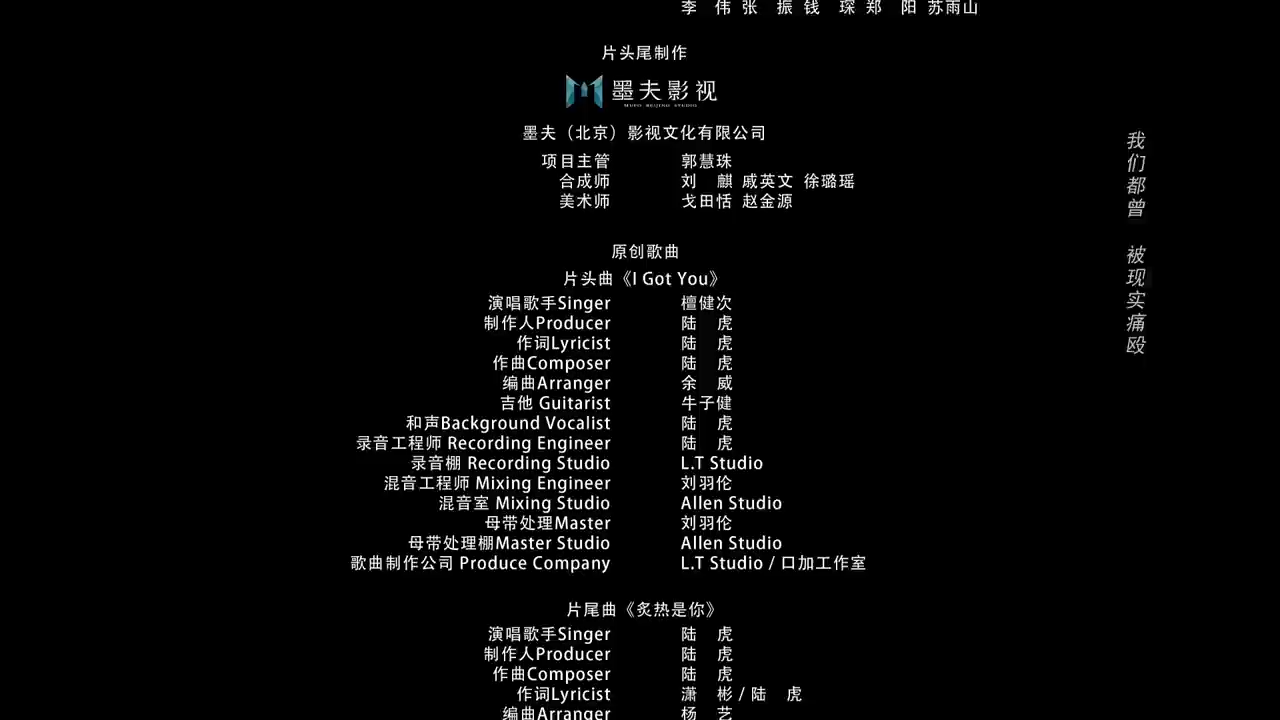 李 伟 张 振 钱 琛 郑 阳 苏雨山
片头尾制作
墨夫影视
MUFU BEIJING STUDIO
墨夫（北京）影视文化有限公司
项目主管 郭慧珠
合成师 刘 麒 戚英文 徐璐瑶
美术师 戈田恬 赵金源
原创歌曲
片头曲《I Got You》
演唱歌手Singer 檀健次
制作人Producer 陆 虎
作词Lyricist 陆 虎
作曲Composer 陆 虎
编曲Arranger 余 威
吉他 Guitarist 牛子健
和声Background Vocalist 陆 虎
录音工程师 Recording Engineer 陆 虎
录音棚 Recording Studio L.T Studio
混音工程师 Mixing Engineer 刘羽伦
混音室 Mixing Studio Allen Studio
母带处理Master 刘羽伦
母带处理棚Master Studio Allen Studio
歌曲制作公司 Produce Company L.T Studio / 口加工作室
片尾曲《炙热是你》
演唱歌手Singer 陆 虎
制作人Producer 陆 虎
作曲Composer 陆 虎
作词Lyricist 潇 彬 / 陆 虎
编曲Arranger 杨 艺
我们都曾 被现实痛殴